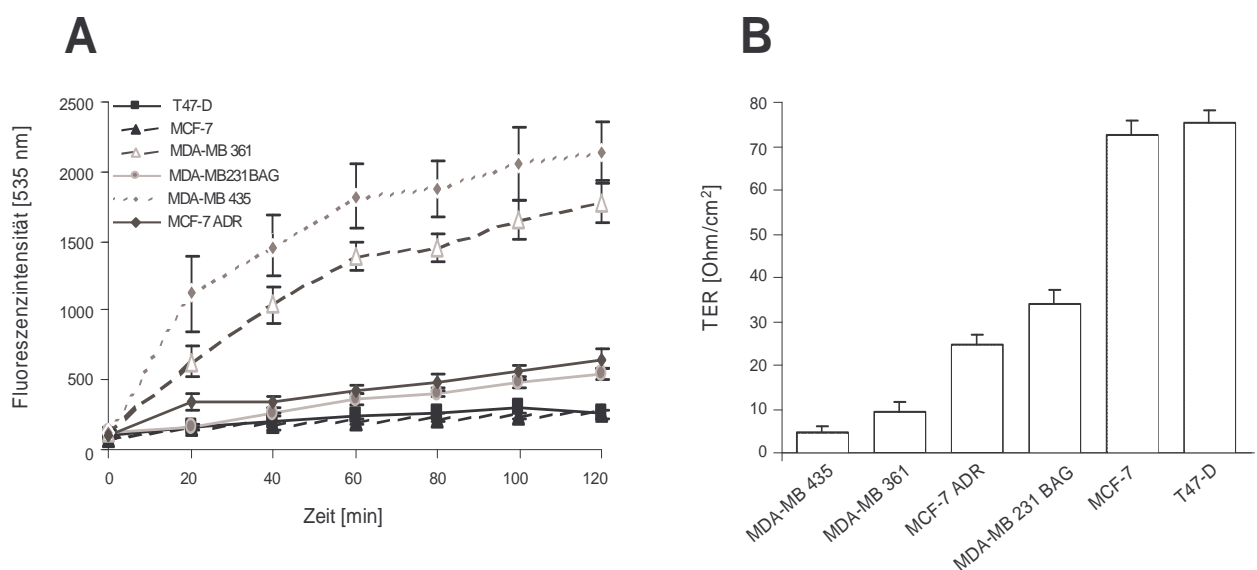 A
Fluoreszenzintensität [535 nm]
2500
2000
1500
1000
500
0
T47-D
MCF-7
MDA-MB 361
MDA-MB231BAG
MDA-MB 435
MCF-7 ADR
0 20 40 60 80 100 120
Zeit [min]
B
TER [Ohm/cm²]
80
70
60
50
40
30
20
10
0
MDA-MB 435
MDA-MB 361
MCF-7 ADR
MDA-MB 231 BAG
MCF-7
T47-D